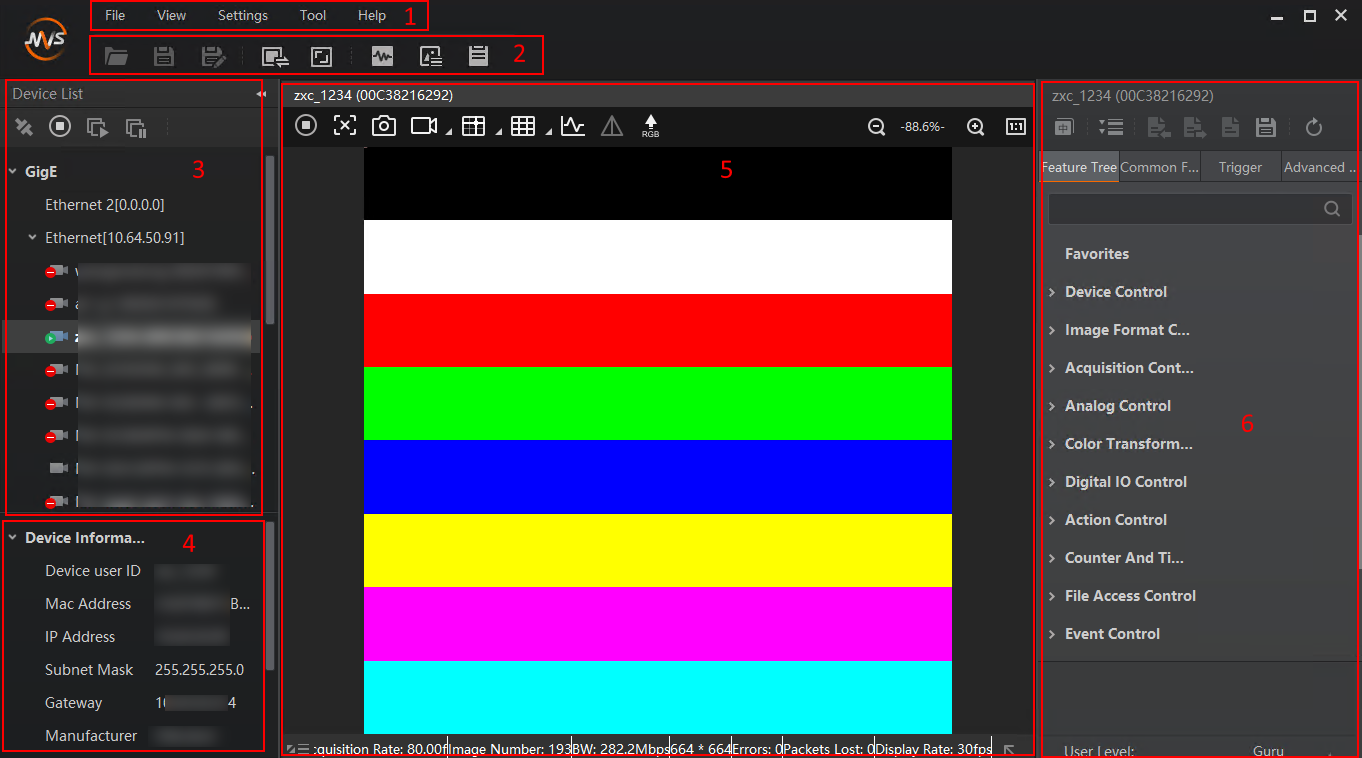 MVS
File View Settings Tool Help 1
2
Device List
3
GigE
Ethernet 2[0.0.0.0]
Ethernet[10.64.50.91]
4
Device Informa...
Device user ID
Mac Address B...
IP Address
Subnet Mask 255.255.255.0
Gateway
Manufacturer
zxc_1234 (00C38216292)
RGB
-88.6%-
1:1
5
:quisition Rate: 80.00f Image Number: 193 BW: 282.2Mbps 664 * 664 Errors: 0 Packets Lost: 0 Display Rate: 30fps
zxc_1234 (00C38216292)
中
Feature Tree Common F... Trigger Advanced ..
Favorites
Device Control
Image Format C...
Acquisition Cont...
Analog Control
6
Color Transform...
Digital IO Control
Action Control
Counter And Ti...
File Access Control
Event Control
User Level: Guru